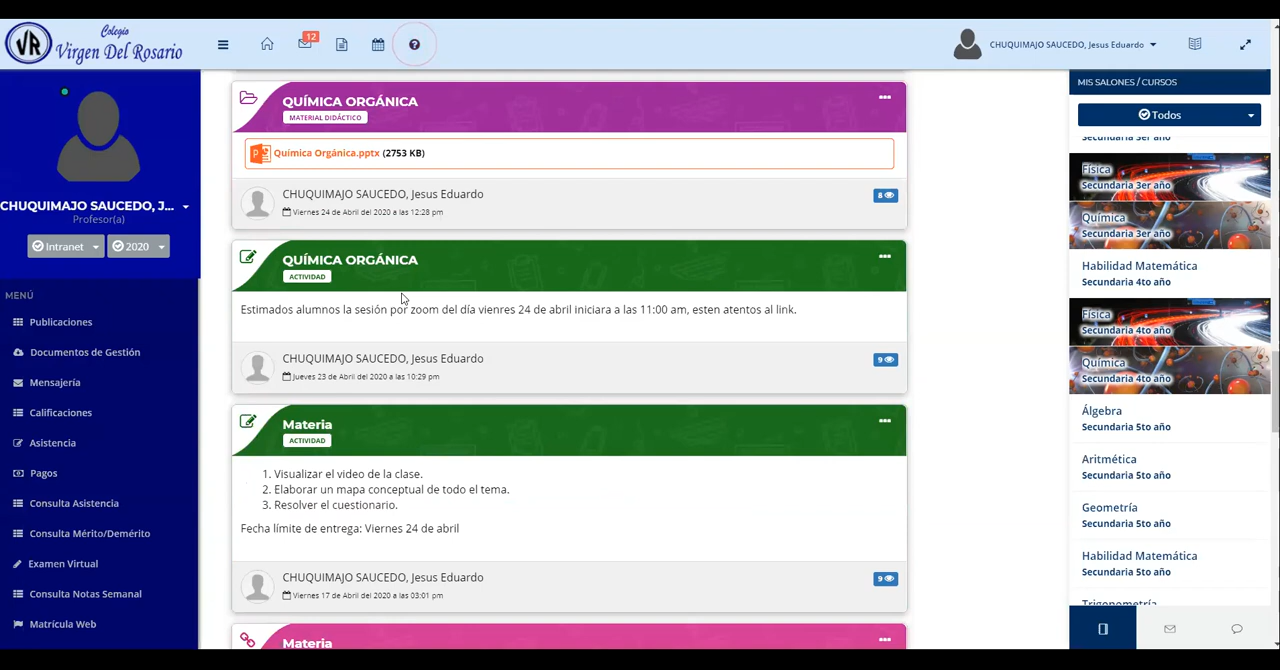 Colegio
VR Virgen Del Rosario
12
?
CHUQUIMAJO SAUCEDO, Jesus Eduardo
CHUQUIMAJO SAUCEDO, J...
Profesor(a)
Intranet
2020
MENÚ
Publicaciones
Documentos de Gestión
Mensajería
Calificaciones
Asistencia
Pagos
Consulta Asistencia
Consulta Mérito/Demérito
Examen Virtual
Consulta Notas Semanal
Matrícula Web
QUÍMICA ORGÁNICA
MATERIAL DIDÁCTICO
Química Orgánica.pptx (2753 KB)
CHUQUIMAJO SAUCEDO, Jesus Eduardo
8
Viernes 24 de Abril del 2020 a las 12:28 pm
QUÍMICA ORGÁNICA
ACTIVIDAD
Estimados alumnos la sesión por zoom del día vienres 24 de abril iniciara a las 11:00 am, esten atentos al link.
CHUQUIMAJO SAUCEDO, Jesus Eduardo
9
Jueves 23 de Abril del 2020 a las 10:29 pm
Materia
ACTIVIDAD
1. Visualizar el video de la clase.
2. Elaborar un mapa conceptual de todo el tema.
3. Resolver el cuestionario.
Fecha límite de entrega: Viernes 24 de abril
CHUQUIMAJO SAUCEDO, Jesus Eduardo
9
Viernes 17 de Abril del 2020 a las 03:01 pm
Materia
MIS SALONES / CURSOS
Todos
Secundaria 3er año
Física
Secundaria 3er año
Química
Secundaria 3er año
Habilidad Matemática
Secundaria 4to año
Física
Secundaria 4to año
Química
Secundaria 4to año
Álgebra
Secundaria 5to año
Aritmética
Secundaria 5to año
Geometría
Secundaria 5to año
Habilidad Matemática
Secundaria 5to año
Trigonometría